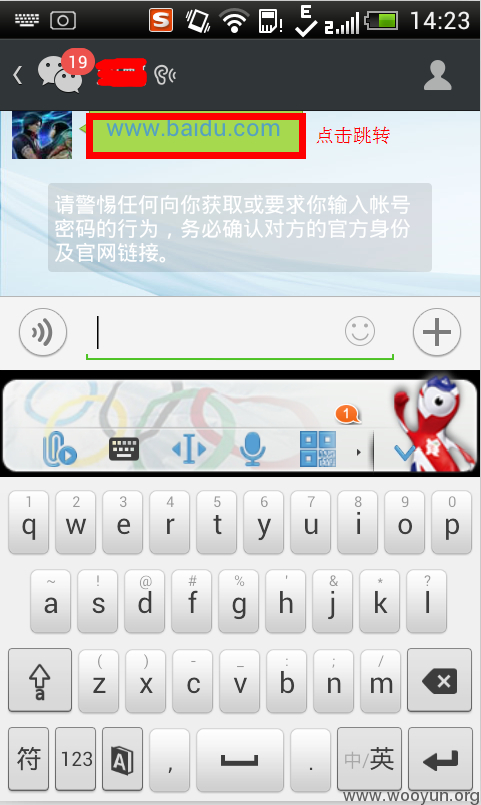 14:23
19
www.baidu.com
点击跳转
请警惕任何向你获取或要求你输入帐号
密码的行为，务必确认对方的官方身份
及官网链接。
1
1 2 3 4 5 6 7 8 9 0
q w e r t y u i o p
~ ! @ # % ' & * ?
a s d f g h j k l
( ) - _ : ; /
a z x c v b n m
符 123 A , . 中/英
www.wooyun.org